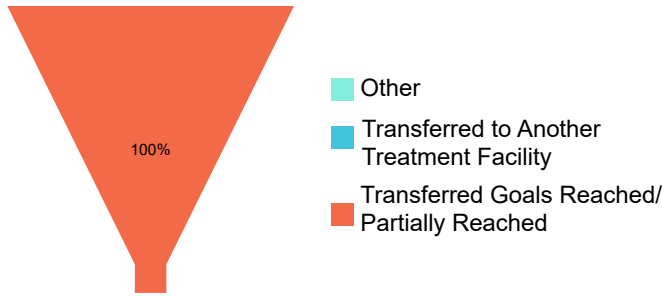 100%
Other
Transferred to Another
Treatment Facility
Transferred Goals Reached/
Partially Reached